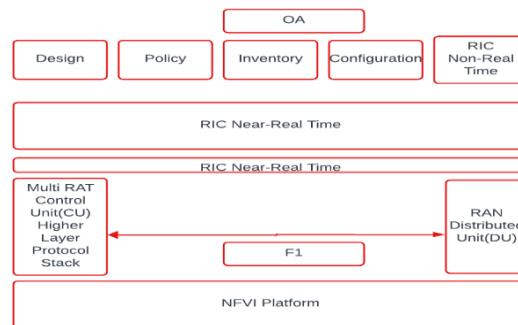 OA
Design
Policy
Inventory
Configuration
RIC
Non-Real
Time
RIC Near-Real Time
RIC Near-Real Time
Multi RAT
Control
Unit(CU)
Higher
Layer
Protocol
Stack
F1
RAN
Distributed
Unit(DU)
NFVI Platform